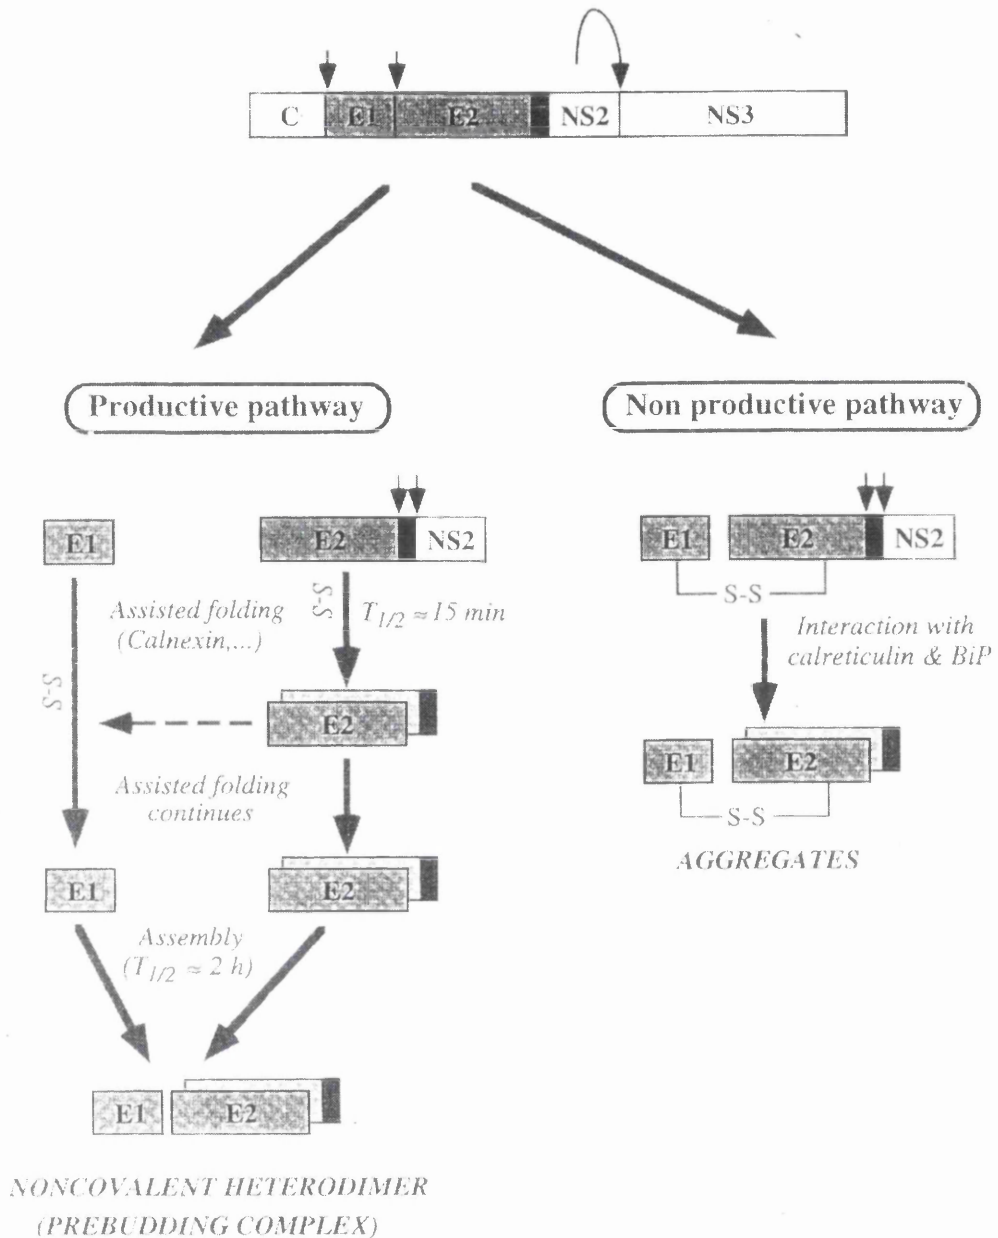 C E1 E2 NS2 NS3
Productive pathway
Non productive pathway
E1
E2 NS2
E1 E2 NS2
S-S
S-S
Assisted folding
(Calnexin,...)
T1/2 ≈ 15 min
S-S
Interaction with
calreticulin & BiP
S-S
E2
E1 E2
Assisted folding
continues
S-S
AGGREGATES
E1
E2
Assembly
(T1/2 ≈ 2 h)
E1 E2
NONCOVALENT HETERODIMER
(PREBUDDING COMPLEX)